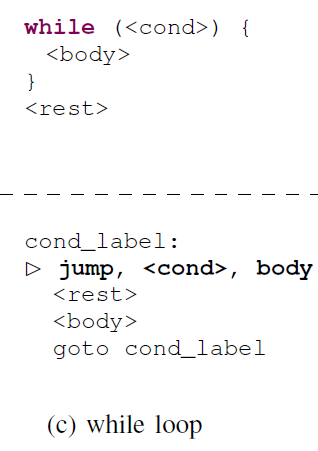 while (<cond>) {
<body>
}
<rest>
cond_label:
▷ jump, <cond>, body
<rest>
<body>
goto cond_label
(c) while loop